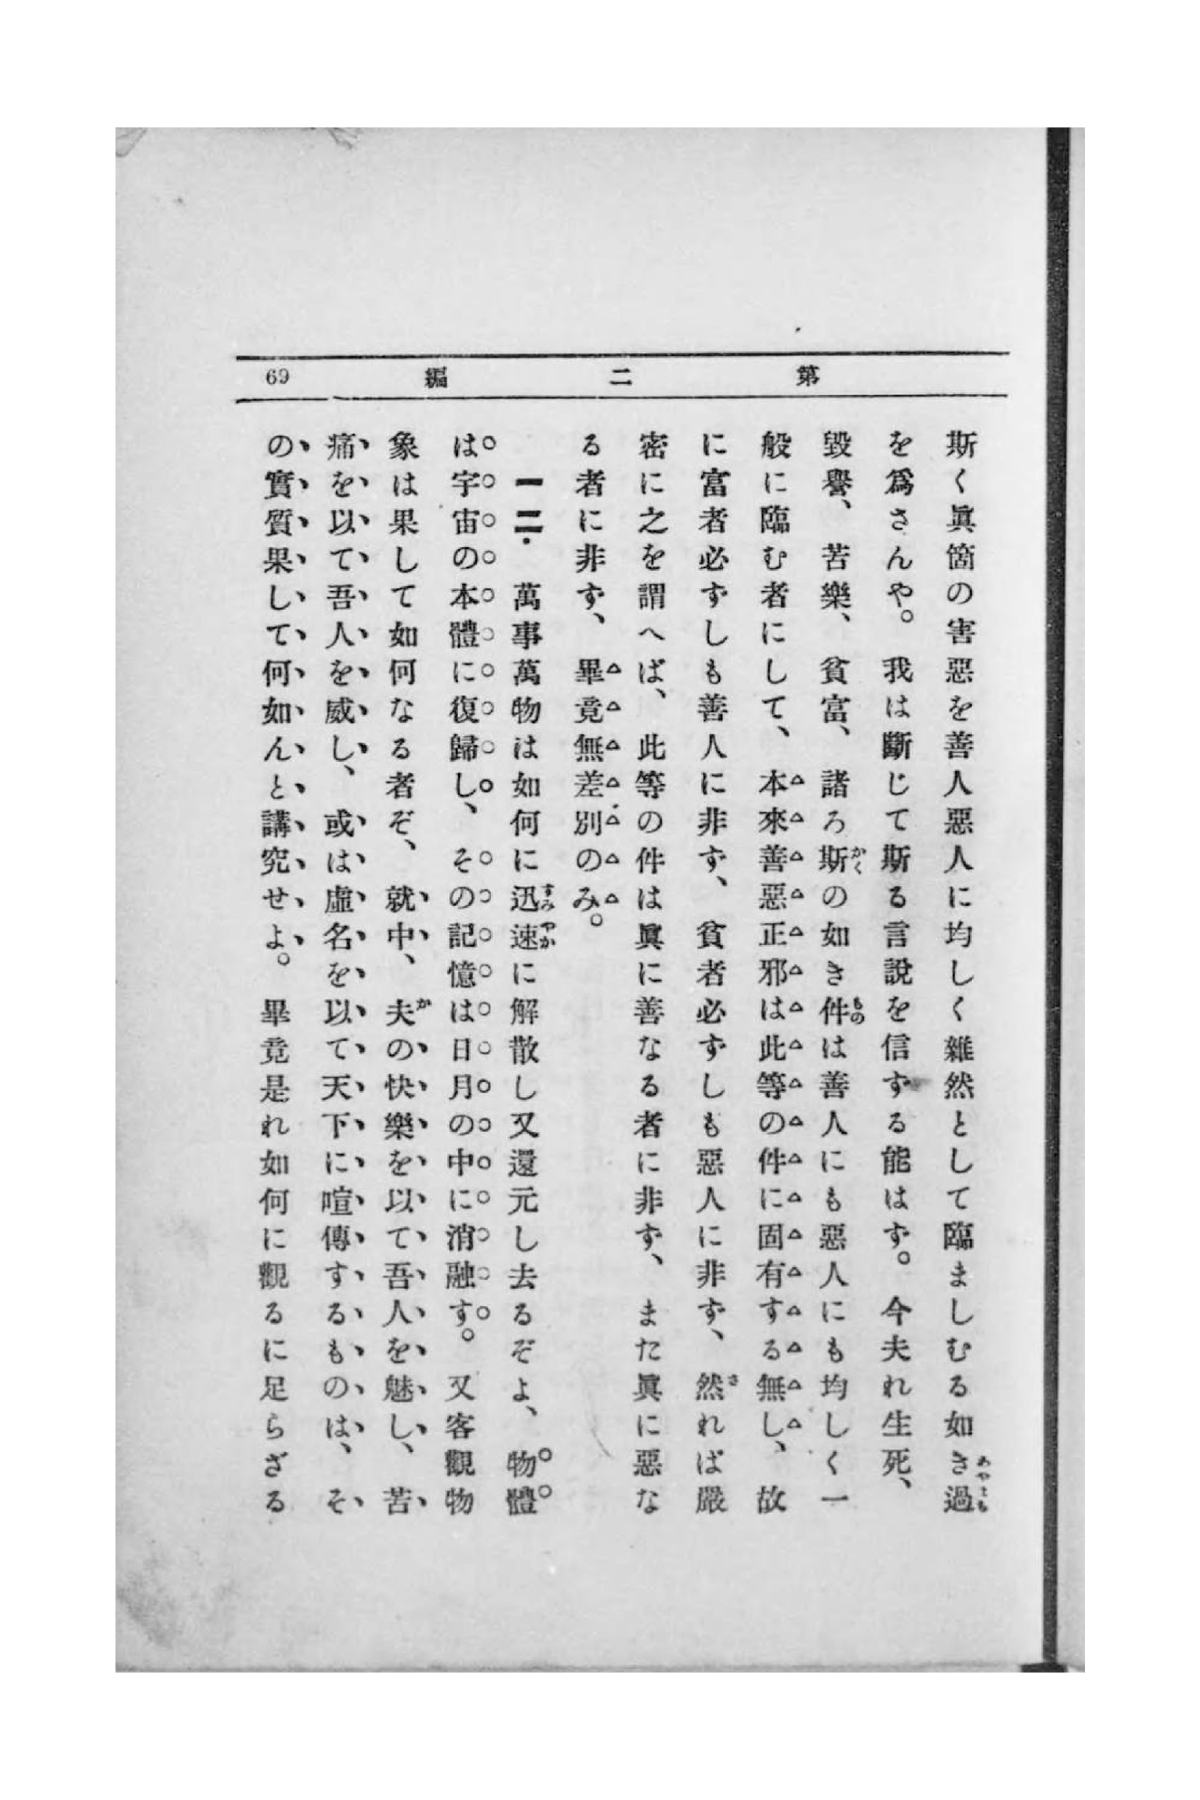 第二編
69
斯く眞箇の害惡を善人惡人に均しく雜然として臨ましむる如き過
を爲さんや。我は斷じて斯る言說を信ずる能はず。今夫れ生死、
毀譽、苦樂、貧富、諸ろ斯の如き件は善人にも惡人にも均しく一
般に臨む者にして、本來善惡正邪は此等の件に固有する無し、故
に富者必ずしも善人に非ず、貧者必ずしも惡人に非ず、然れば嚴
密に之を謂へば、此等の件は眞に善なる者に非ず、また眞に惡な
る者に非ず、畢竟無差別のみ。
一二. 萬事萬物は如何に迅速に解散し又還元し去るぞよ、物體
は宇宙の本體に復歸し、その記憶は日月の中に消融す。又客觀物
象は果して如何なる者ぞ、就中、夫の快樂を以て吾人を魅し、苦
痛を以て吾人を威し、或は虛名を以て天下に喧傳するものは、そ
の實質果して何如んと講究せよ。畢竟是れ如何に觀るに足らざる